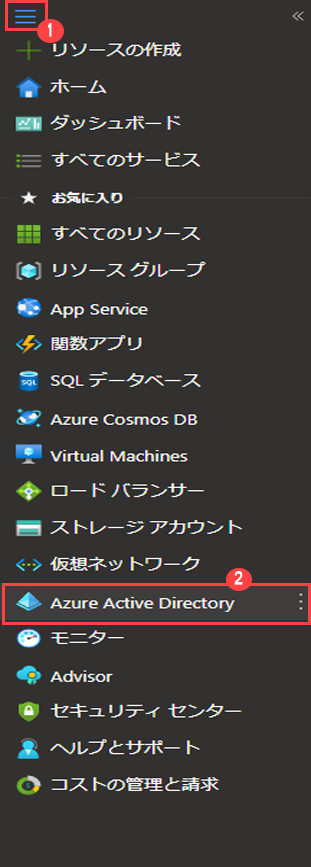 1
リソースの作成
ホーム
ダッシュボード
すべてのサービス
お気に入り
すべてのリソース
リソース グループ
App Service
関数アプリ
SQL データベース
Azure Cosmos DB
Virtual Machines
ロード バランサー
ストレージ アカウント
仮想ネットワーク
2
Azure Active Directory
モニター
Advisor
セキュリティ センター
ヘルプとサポート
コストの管理と請求